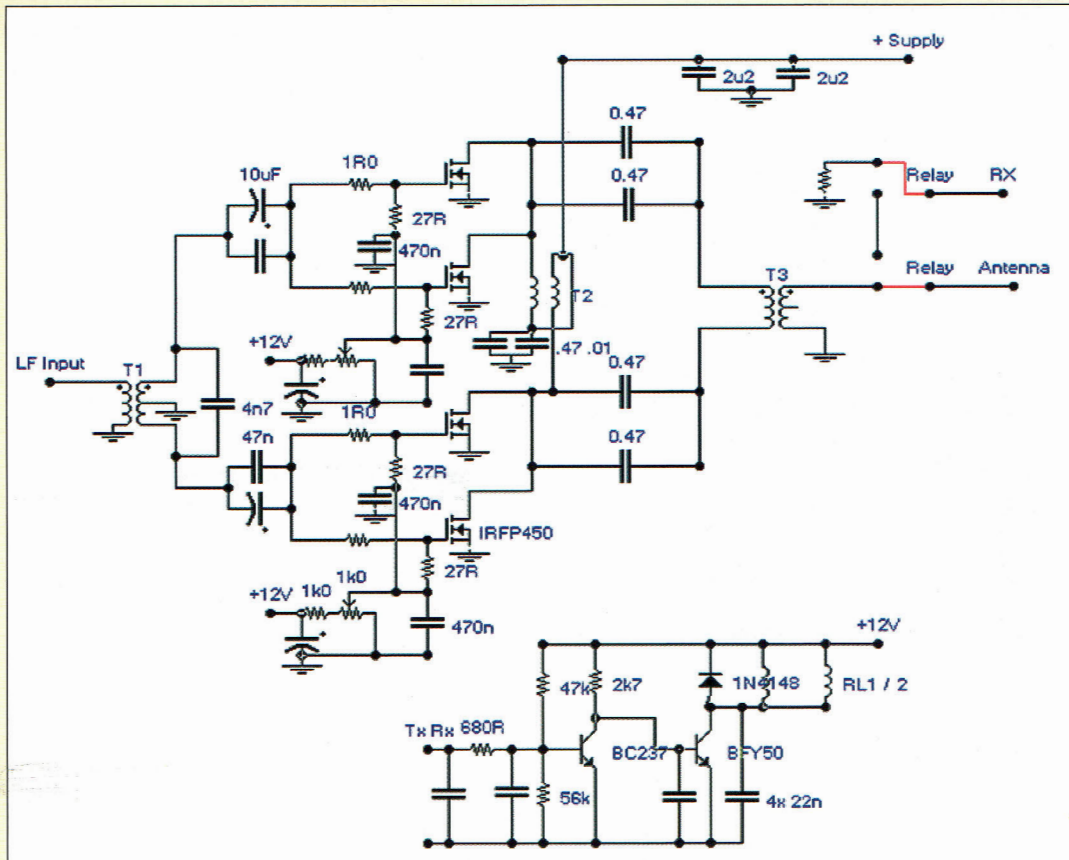 + Supply
2u2
2u2
0.47
1R0
10uF
0.47
Relay
RX
27R
470n
T3
Relay
Antenna
T2
27R
+12V
.47 .01
LF Input
T1
0.47
1R0
4n7
47n
0.47
27R
470n
IRFP450
27R
1k0
+12V
1k0
470n
+12V
47k
2k7
1N4148
RL1 / 2
Tx Rx
680R
BC237
BFY50
56k
4x 22n